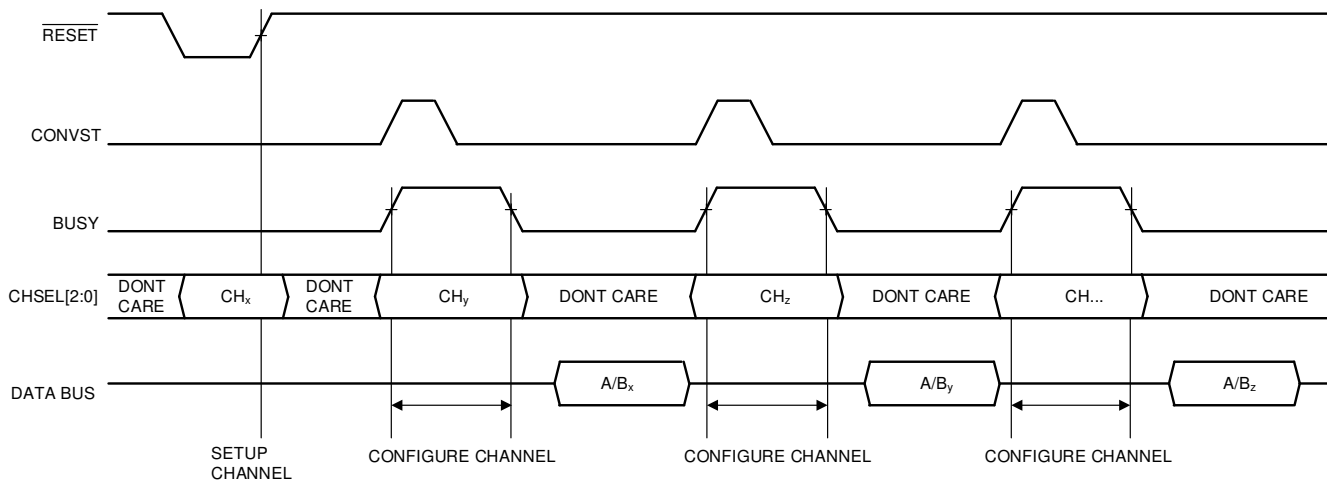 RESET
CONVST
BUSY
CHSEL[2:0]
DONT
CARE
CHx
DONT
CARE
CHy
DONT CARE
CHz
DONT CARE
CH...
DONT CARE
DATA BUS
A/Bx
A/By
A/Bz
SETUP
CHANNEL
CONFIGURE CHANNEL
CONFIGURE CHANNEL
CONFIGURE CHANNEL